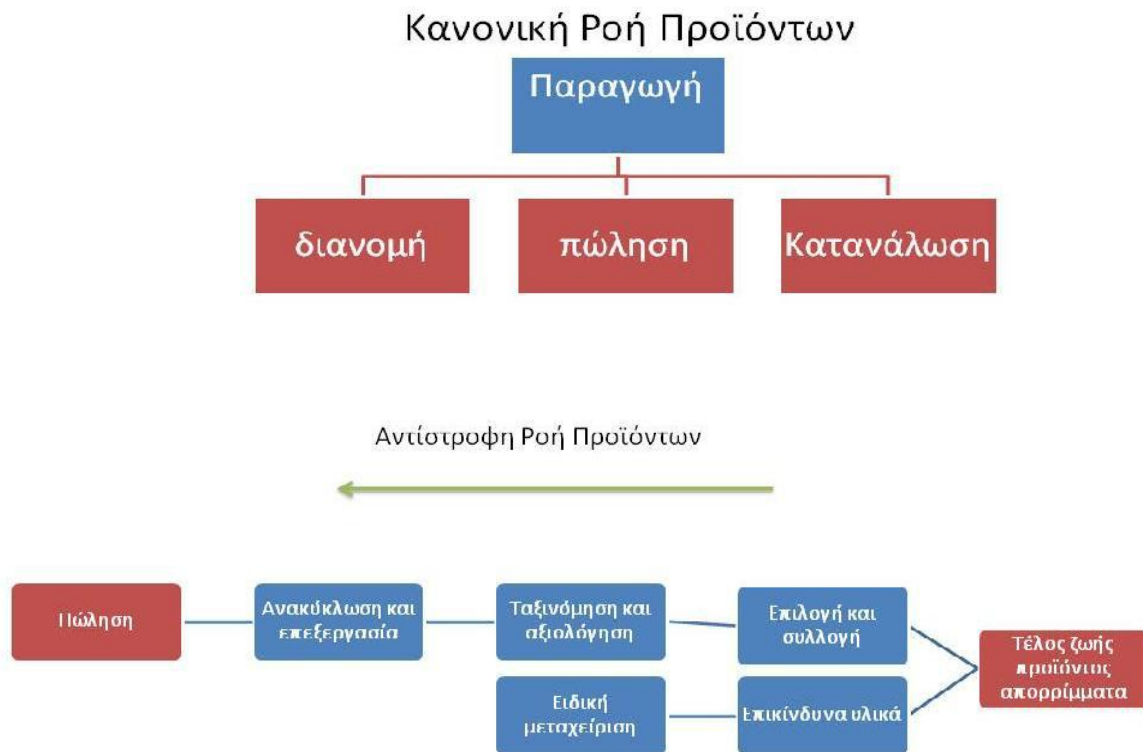 Κανονική Ροή Προϊόντων
Παραγωγή
διανομή
πώληση
Κατανάλωση
Αντίστροφη Ροή Προϊόντων
Πώληση
Ανακύκλωση και
επεξεργασία
Ταξινόμηση και
αξιολόγηση
Επιλογή και
συλλογή
Τέλος ζωής
προϊόντος
απορρίμματα
Ειδική
μεταχείριση
Επικίνδυνα υλικά